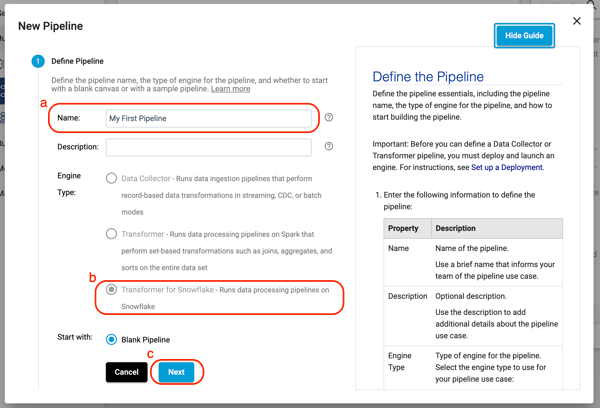 New Pipeline
Hide Guide
1 Define Pipeline
Define the pipeline name, the type of engine for the pipeline, and whether to start
with a blank canvas or with a sample pipeline. Learn more
a
Name:
My First Pipeline
Description:
Engine
Type:
Data Collector - Runs data ingestion pipelines that perform
record-based data transformations in streaming, CDC, or batch
modes
Transformer - Runs data processing pipelines on Spark that
perform set-based transformations such as joins, aggregates, and
sorts on the entire data set
b
Transformer for Snowflake - Runs data processing pipelines on
Snowflake
Start with:
Blank Pipeline
c
Cancel
Next
Define the Pipeline
Define the pipeline essentials, including the pipeline
name, the type of engine for the pipeline, and how to
start building the pipeline.
Important: Before you can define a Data Collector or
Transformer pipeline, you must deploy and launch an
engine. For instructions, see Set up a Deployment.
1. Enter the following information to define the
pipeline:
Property Description
Name Name of the pipeline.
Use a brief name that informs your
team of the pipeline use case.
Description Optional description.
Use the description to add
additional details about the pipeline
use case.
Engine Type of engine for the pipeline.
Type Select the engine type to use for
your pipeline use case: